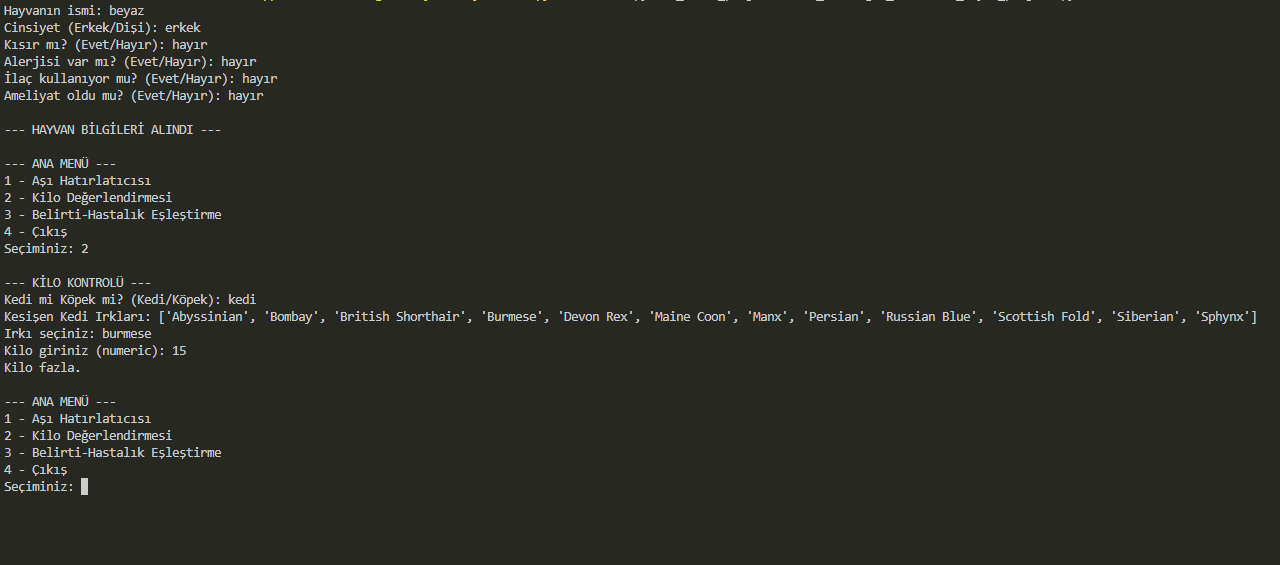 Hayvanın ismi: beyaz
Cinsiyet (Erkek/Dişi): erkek
Kısır mı? (Evet/Hayır): hayır
Alerjisi var mı? (Evet/Hayır): hayır
İlaç kullanıyor mu? (Evet/Hayır): hayır
Ameliyat oldu mu? (Evet/Hayır): hayır
--- HAYVAN BİLGİLERİ ALINDI ---
--- ANA MENÜ ---
1 - Aşı Hatırlatıcısı
2 - Kilo Değerlendirmesi
3 - Belirti-Hastalık Eşleştirme
4 - Çıkış
Seçiminiz: 2
--- KİLO KONTROLÜ ---
Kedi mi Köpek mi? (Kedi/Köpek): kedi
Kesişen Kedi Irkları: ['Abyssinian', 'Bombay', 'British Shorthair', 'Burmese', 'Devon Rex', 'Maine Coon', 'Manx', 'Persian', 'Russian Blue', 'Scottish Fold', 'Siberian', 'Sphynx']
Irkı seçiniz: burmese
Kilo giriniz (numeric): 15
Kilo fazla.
--- ANA MENÜ ---
1 - Aşı Hatırlatıcısı
2 - Kilo Değerlendirmesi
3 - Belirti-Hastalık Eşleştirme
4 - Çıkış
Seçiminiz: